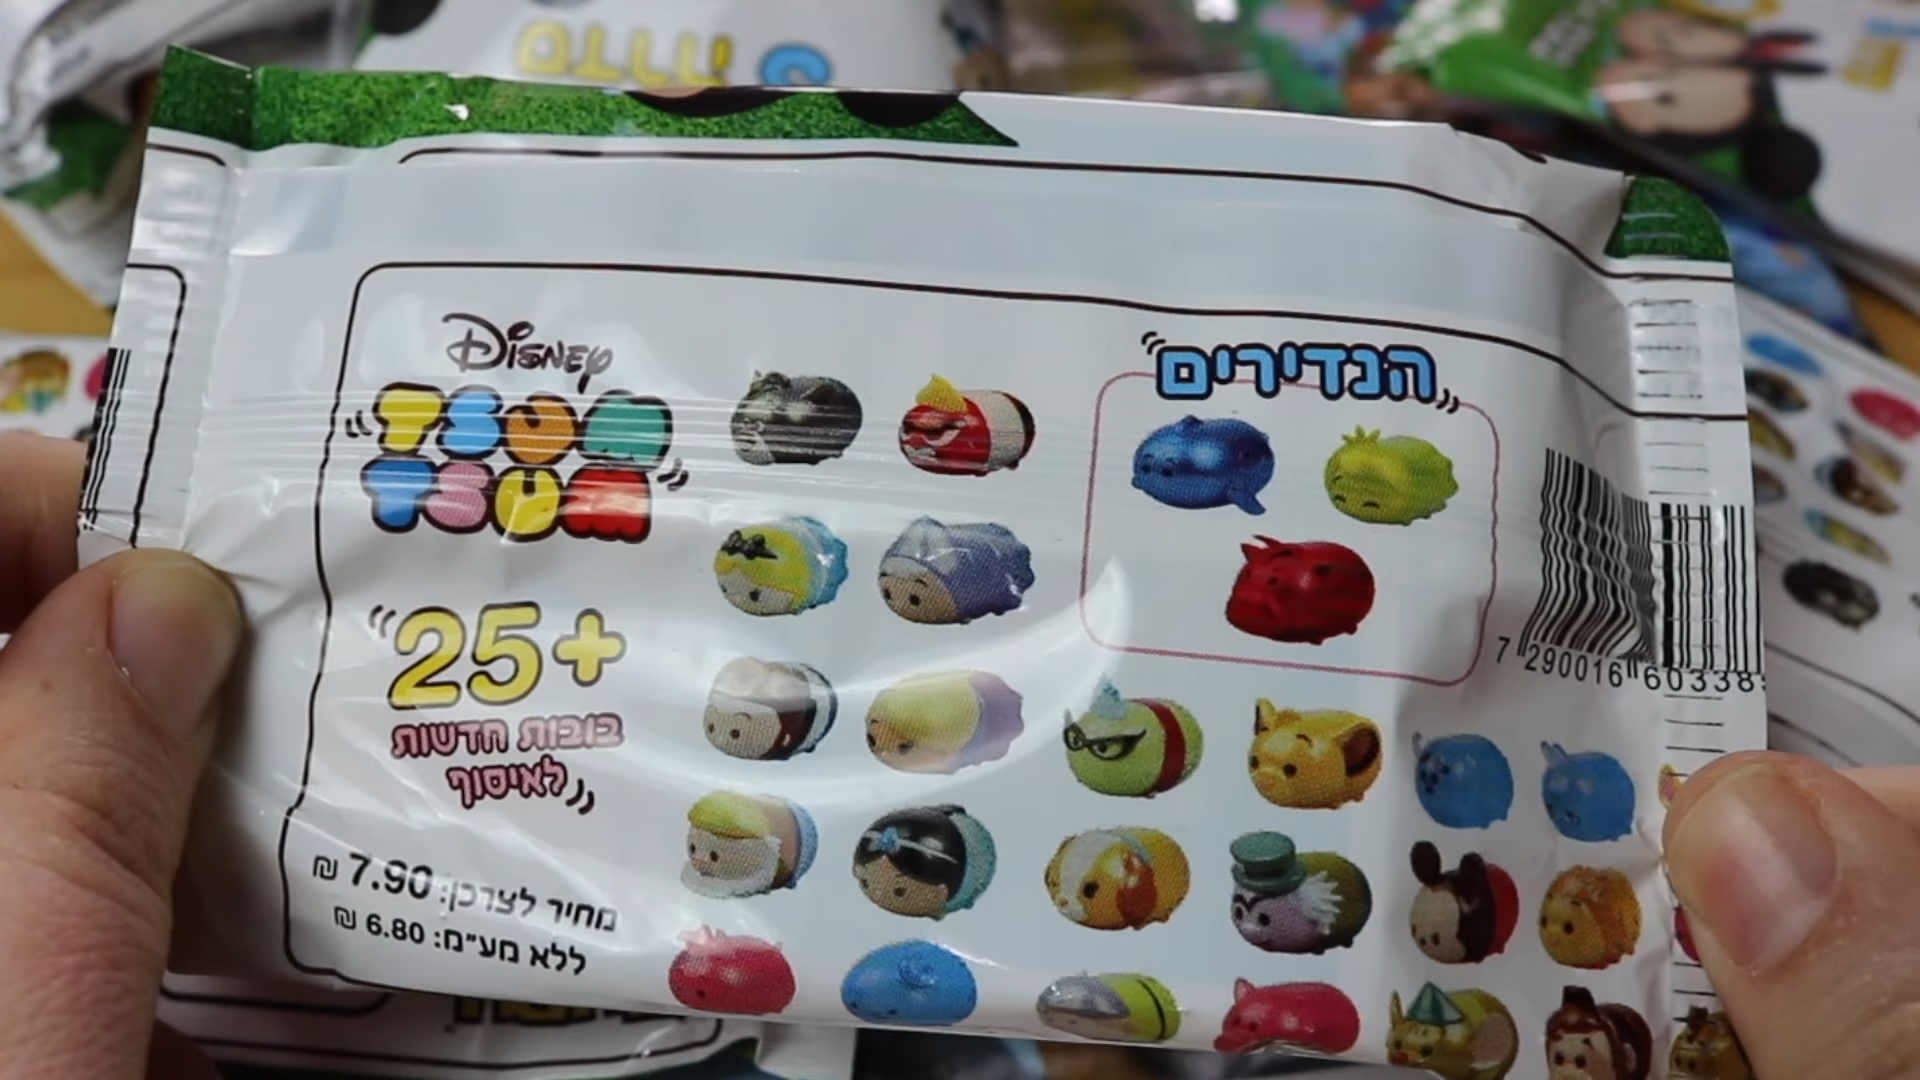 DISNEY
TSUM
TSUM
הנדירים
25+
בובות חדשות
לאיסוף
מחיר לצרכן: 7.90 ₪
ללא מע״מ: 6.80 ₪
7 290016 60338